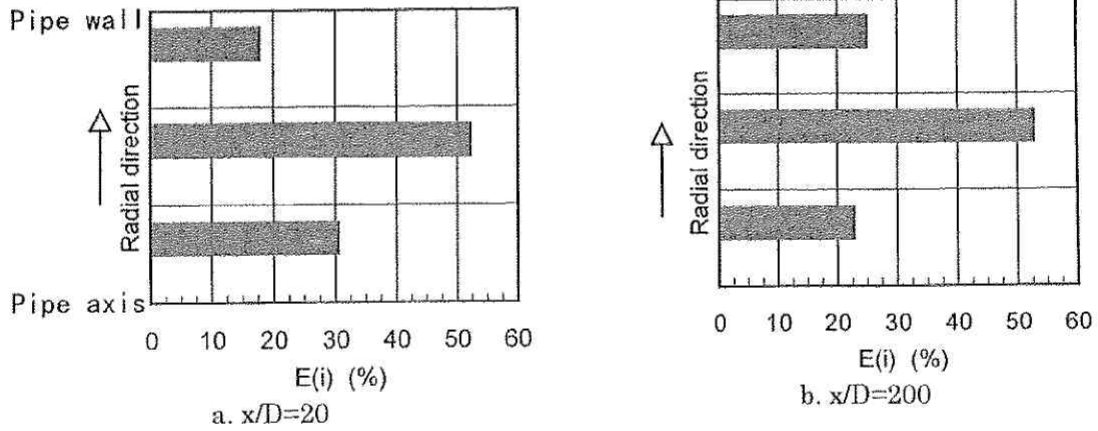 Pipe wall
Radial direction
Pipe axis
0 10 20 30 40 50 60
E(i) (%)
a. x/D=20
Radial direction
0 10 20 30 40 50 60
E(i) (%)
b. x/D=200